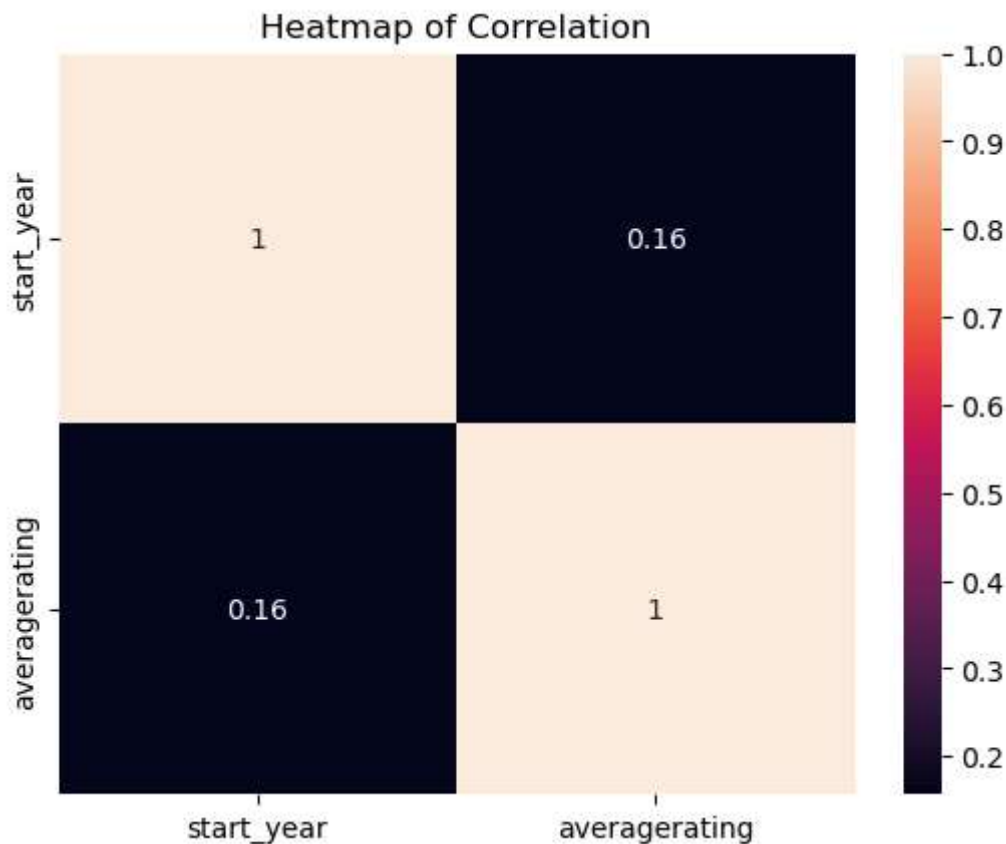 Heatmap of Correlation
start_year
1
0.16
averagerating
0.16
1
start_year
averagerating
1.0
0.9
0.8
0.7
0.6
0.5
0.4
0.3
0.2